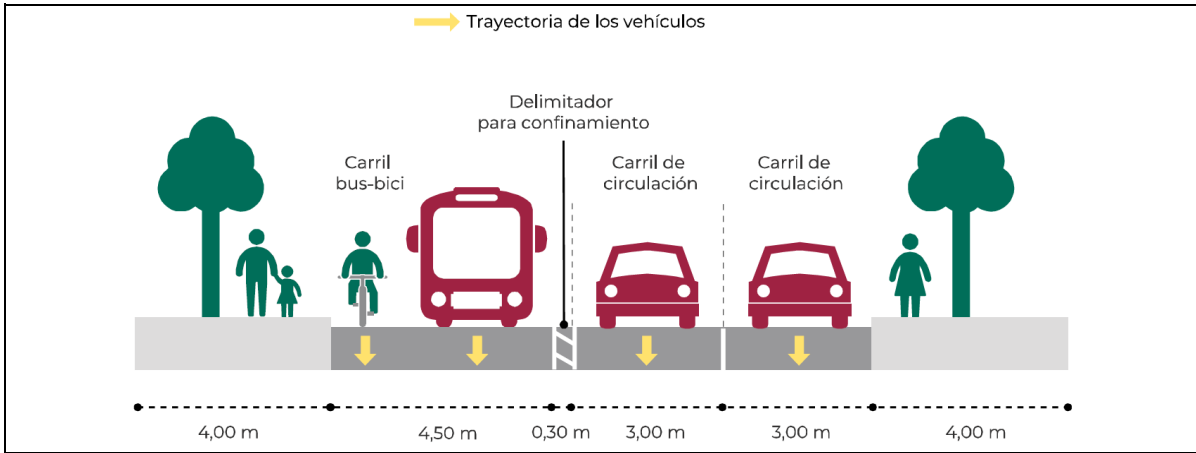 Trayectoria de los vehículos
Delimitador
para confinamiento
Carril
bus-bici
Carril de
circulación
Carril de
circulación
4,00 m
4,50 m
0,30 m
3,00 m
3,00 m
4,00 m